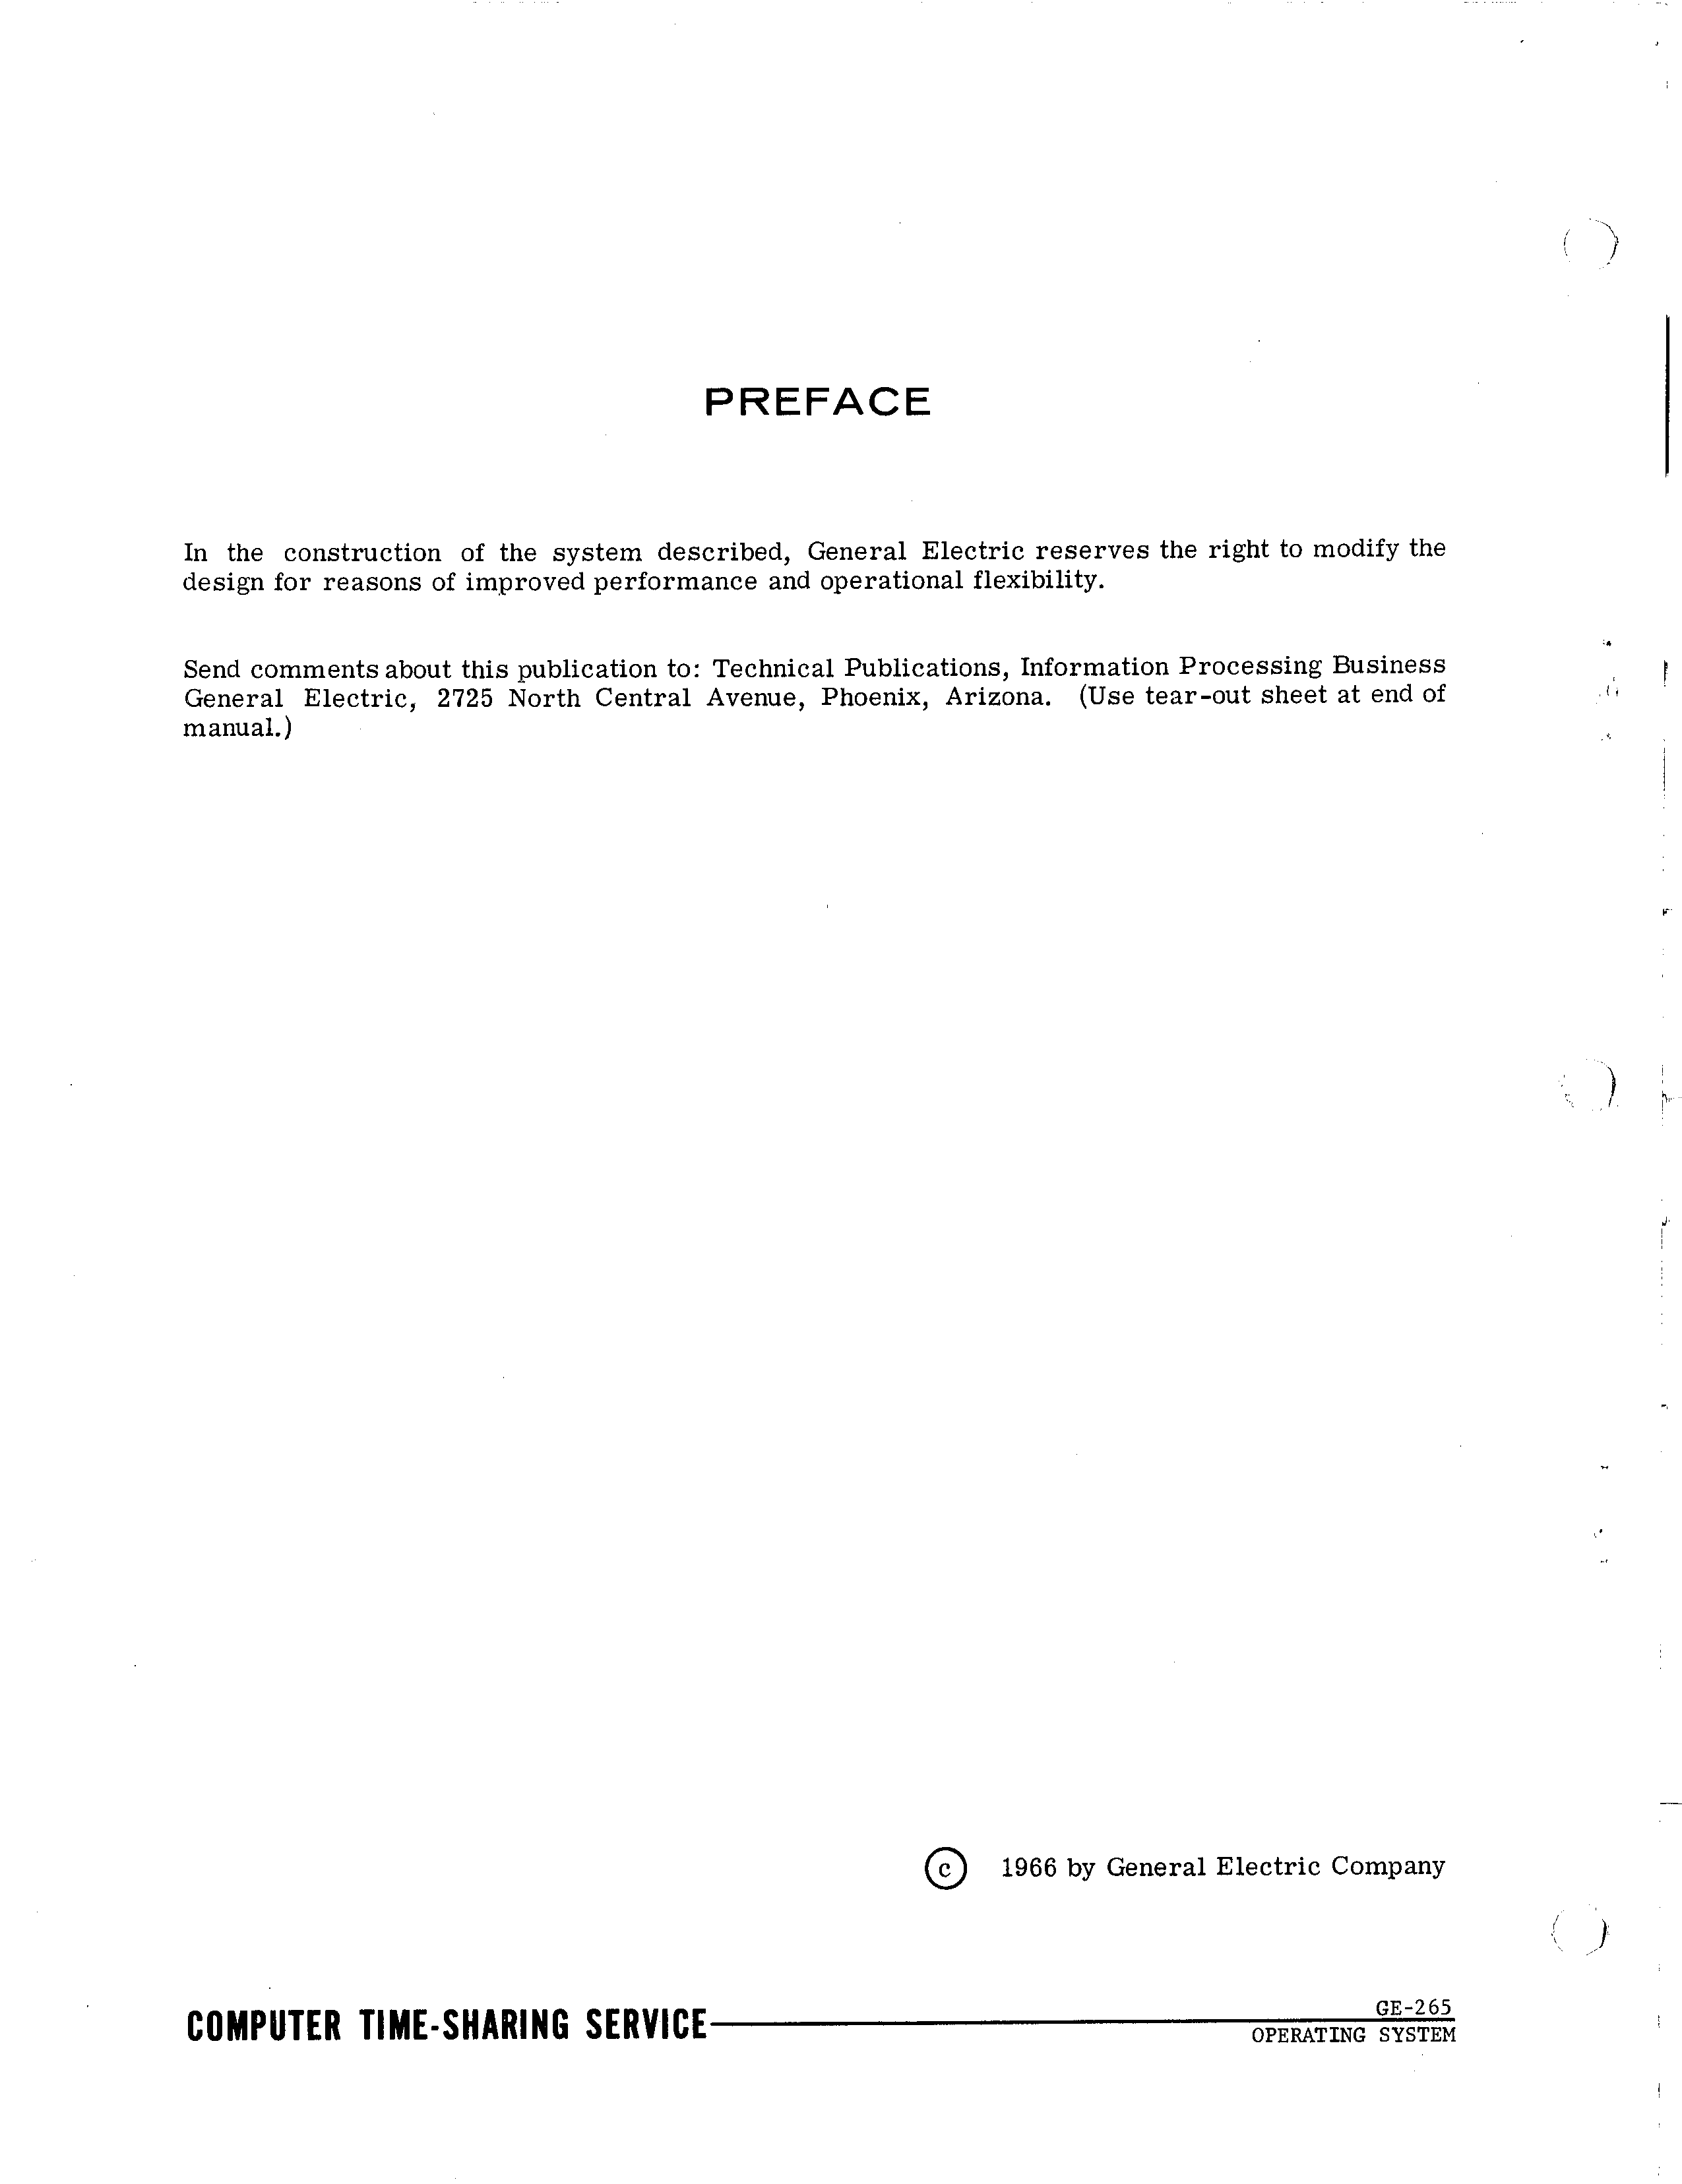 PREFACE
In the construction of the system described, General Electric reserves the right to modify the
design for reasons of improved performance and operational flexibility.
Send comments about this publication to: Technical Publications, Information Processing Business
General Electric, 2725 North Central Avenue, Phoenix, Arizona. (Use tear-out sheet at end of
manual.)
© 1966 by General Electric Company
COMPUTER TIME-SHARING SERVICE
GE-265
OPERATING SYSTEM